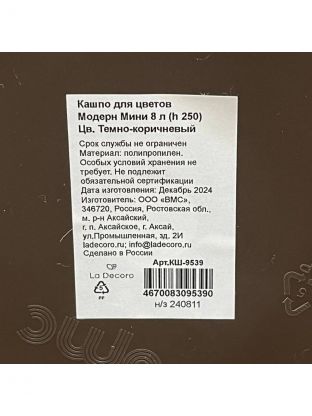 Кашпо для цветов
Модерн Мини 8 л (h 250)
Цв. Темно-коричневый
Срок службы не ограничен
Материал: полипропилен.
Особых условий хранения не
требует. Не подлежит
обязательной сертификации
Дата изготовления: Декабрь 2024
Изготовитель: ООО «ВМС»,
346720, Россия, Ростовская обл.,
м. р-н Аксайский,
г. п. Аксайское, г. Аксай,
ул.Промышленная, зд, 2И
ladecoro.ru; info@ladecoro.ru
Сделано в России
Арт.КШ-9539
La Decoro
5
PP
4670083095390
н/з 240811